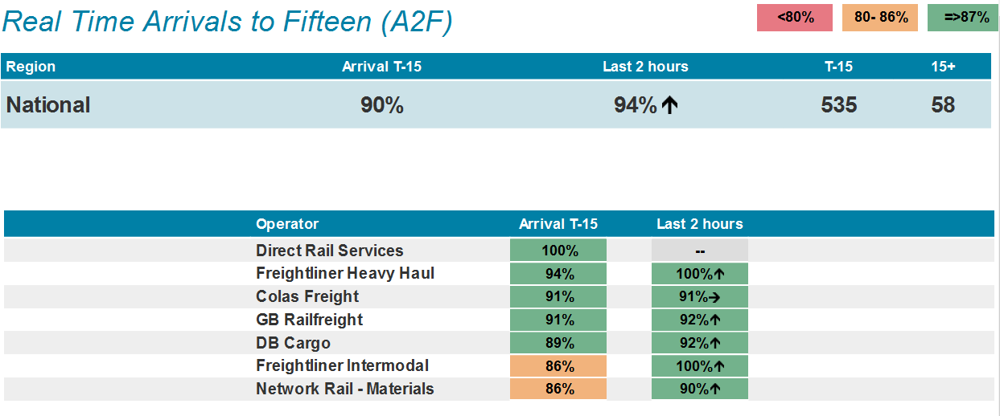 Real Time Arrivals to Fifteen (A2F)
<80% 80- 86% =>87%
Region Arrival T-15 Last 2 hours T-15 15+
National 90% 94%↑ 535 58
Operator Arrival T-15 Last 2 hours
Direct Rail Services 100% --
Freightliner Heavy Haul 94% 100%↑
Colas Freight 91% 91%→
GB Railfreight 91% 92%↑
DB Cargo 89% 92%↑
Freightliner Intermodal 86% 100%↑
Network Rail - Materials 86% 90%↑